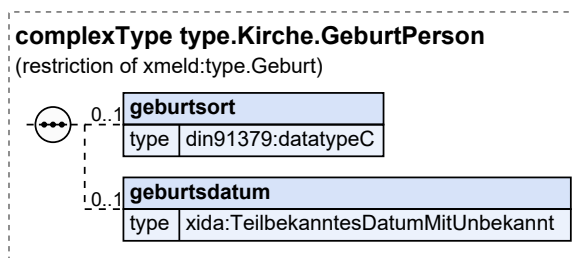 complexType type.Kirche.GeburtPerson
(restriction of xmeld:type.Geburt)
0..1 geburtsort
type din91379:datatypeC
0..1 geburtsdatum
type xida:TeilbekanntesDatumMitUnbekannt